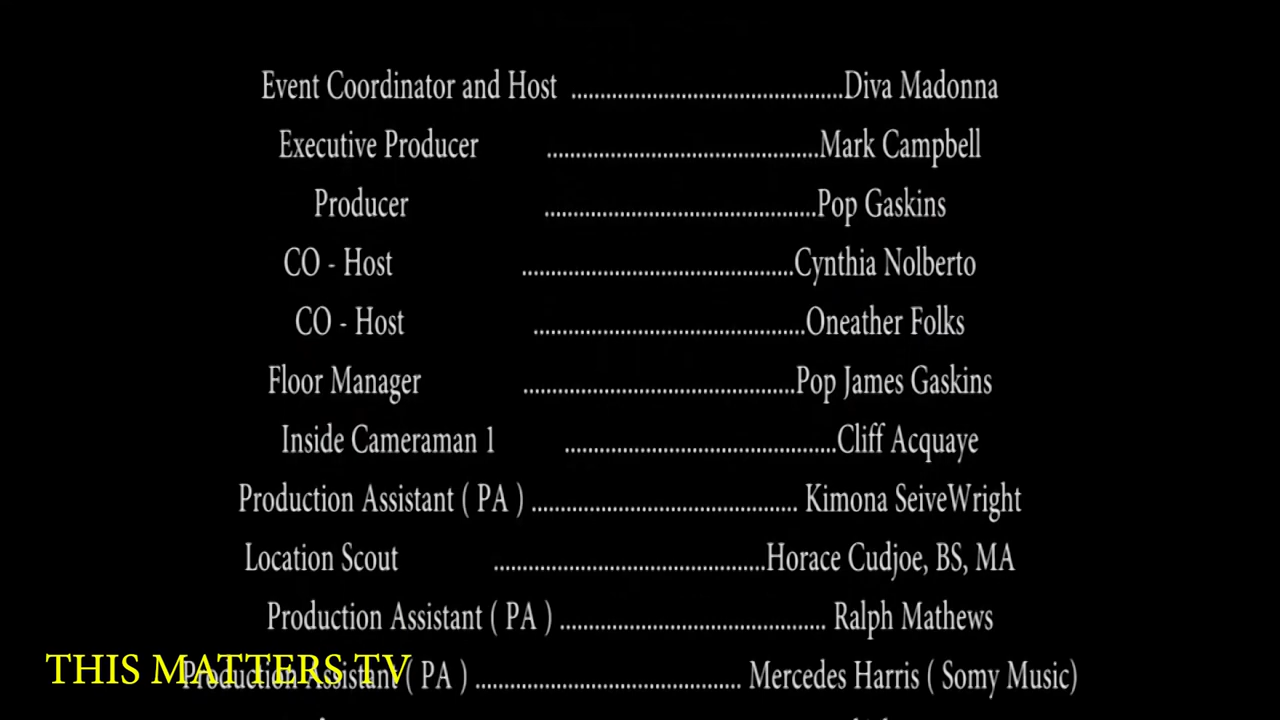 Event Coordinator and Host ..............................................Diva Madonna
Executive Producer ..............................................Mark Campbell
Producer ..............................................Pop Gaskins
CO - Host ..............................................Cynthia Nolberto
CO - Host ..............................................Oneather Folks
Floor Manager ..............................................Pop James Gaskins
Inside Cameraman 1 ..............................................Cliff Acquaye
Production Assistant ( PA ) ............................................. Kimona SeiveWright
Location Scout ..............................................Horace Cudjoe, BS, MA
Production Assistant ( PA ) ............................................. Ralph Mathews
Production Assistant ( PA ) ............................................. Mercedes Harris ( Somy Music)
THIS MATTERS TV